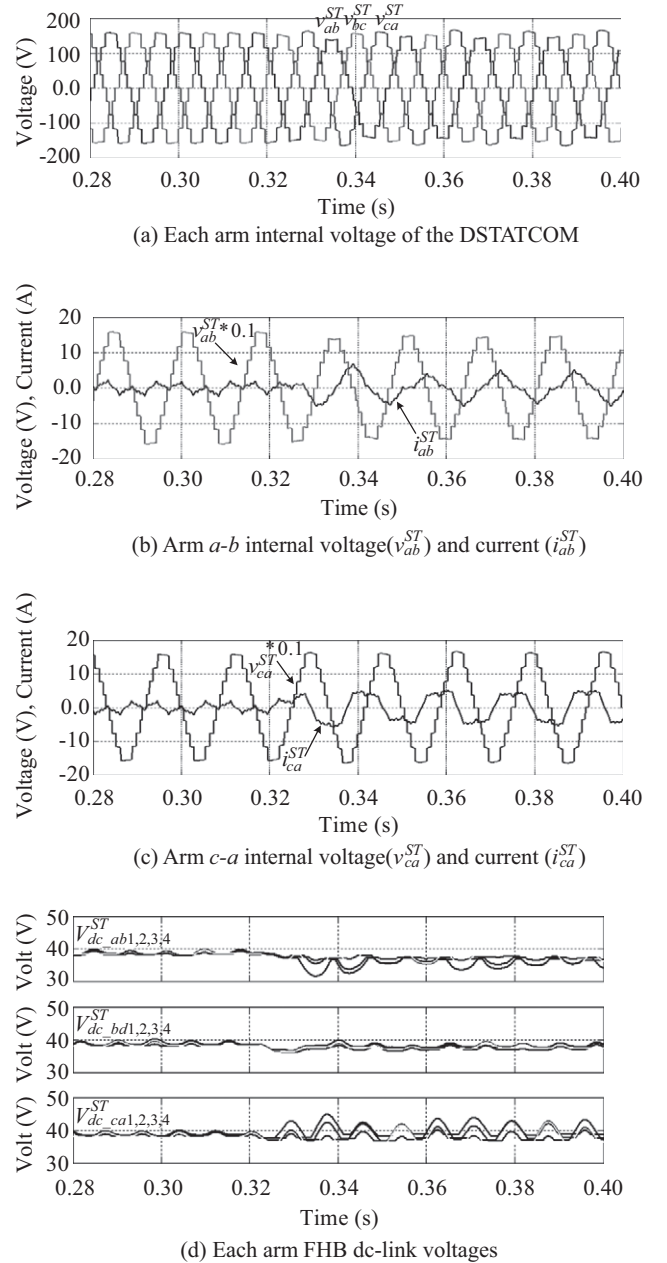 v_ab^ST v_bc^ST v_ca^ST
Voltage (V)
200
100
0.0
-100
-200
0.28 0.30 0.32 0.34 0.36 0.38 0.40
Time (s)
(a) Each arm internal voltage of the DSTATCOM
Voltage (V), Current (A)
20
10
0.0
-10
-20
v_ab^ST * 0.1
i_ab^ST
0.28 0.30 0.32 0.34 0.36 0.38 0.40
Time (s)
(b) Arm a-b internal voltage(v_ab^ST) and current (i_ab^ST)
Voltage (V), Current (A)
20
10
0.0
-10
-20
v_ca^ST * 0.1
i_ca^ST
0.28 0.30 0.32 0.34 0.36 0.38 0.40
Time (s)
(c) Arm c-a internal voltage(v_ca^ST) and current (i_ca^ST)
Volt (V)
50
40
30
V_dc_ab1,2,3,4^ST
Volt (V)
50
40
30
V_dc_bd1,2,3,4^ST
Volt (V)
50
40
30
V_dc_ca1,2,3,4^ST
0.28 0.30 0.32 0.34 0.36 0.38 0.40
Time (s)
(d) Each arm FHB dc-link voltages